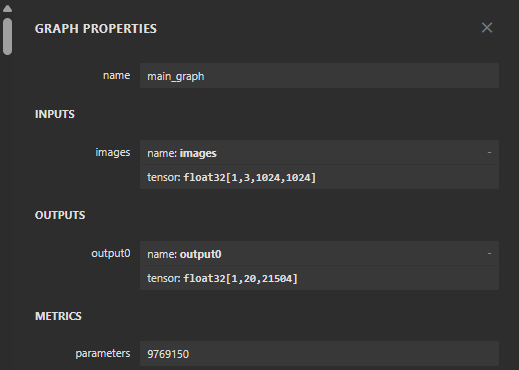 GRAPH PROPERTIES ×
name main_graph
INPUTS
images name: images -
tensor: float32[1,3,1024,1024]
OUTPUTS
output0 name: output0 -
tensor: float32[1,20,21504]
METRICS
parameters 9769150